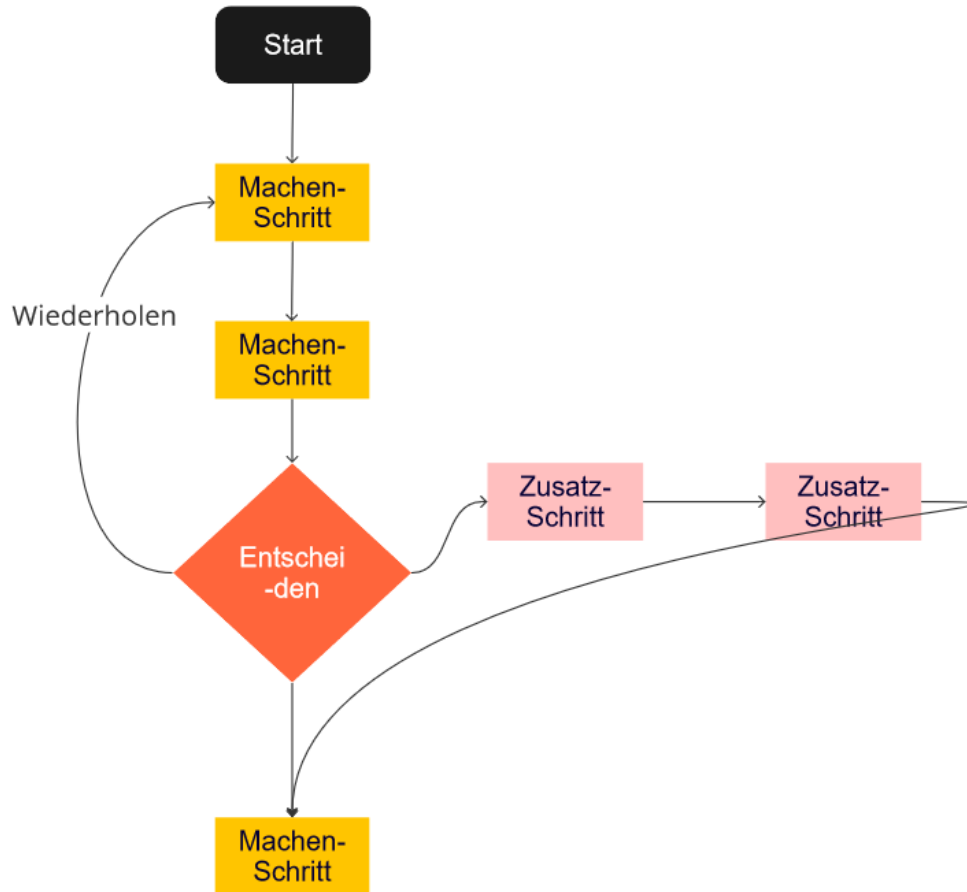 Start
Machen-
Schritt
Wiederholen
Machen-
Schritt
Zusatz-
Schritt
Zusatz-
Schritt
Entschei
-den
Machen-
Schritt